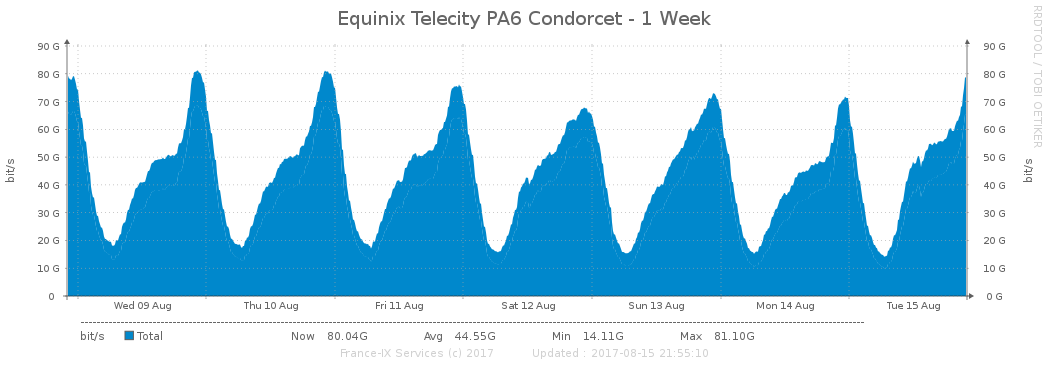 Equinix Telecity PA6 Condorcet - 1 Week
RRDTOOL / TOBI OETIKER
bit/s
90 G 90 G
80 G 80 G
70 G 70 G
60 G 60 G
50 G 50 G
40 G 40 G
30 G 30 G
20 G 20 G
10 G 10 G
0 0 G
bit/s
Wed 09 Aug Thu 10 Aug Fri 11 Aug Sat 12 Aug Sun 13 Aug Mon 14 Aug Tue 15 Aug
bit/s Total Now 80.04G Avg 44.55G Min 14.11G Max 81.10G
France-IX Services (c) 2017 Updated : 2017-08-15 21:55:10